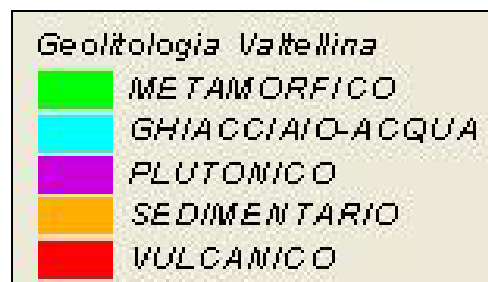 Geolitologia Valtellina
METAMORFICO
GHIACCIAIO-ACQUA
PLUTONICO
SEDIMENTARIO
VULCANICO